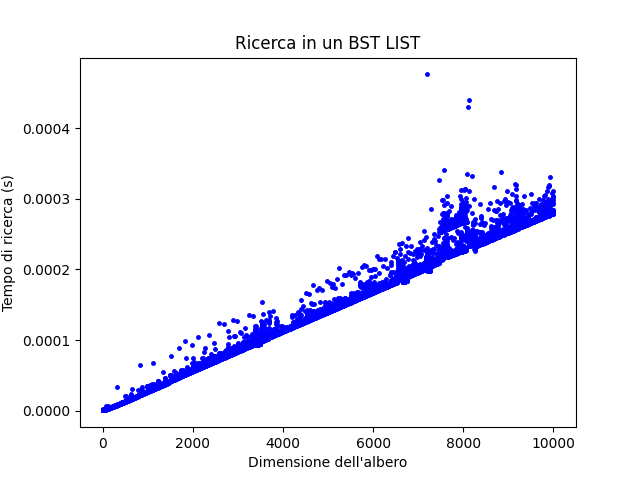 Ricerca in un BST LIST
Tempo di ricerca (s)
0.0004
0.0003
0.0002
0.0001
0.0000
0 2000 4000 6000 8000 10000
Dimensione dell'albero